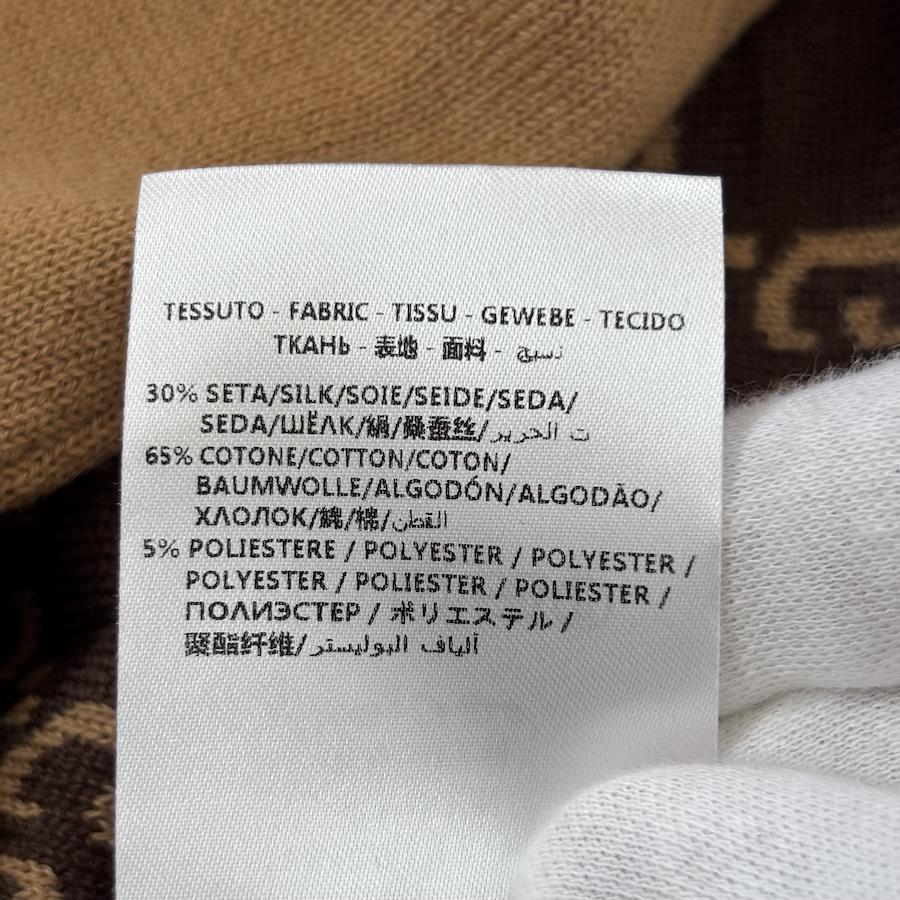 TESSUTO - FABRIC - TISSU - GEWEBE - TECIDO
ТКАНЬ - 表地 - 面料 - نسيج
30% SETA/SILK/SOIE/SEIDE/SEDA/
SEDA/ШЁЛК/絹/桑蚕丝/ت الحرير
65% COTONE/COTTON/COTON/
BAUMWOLLE/ALGODÓN/ALGODÃO/
ХЛОПОК/綿/棉/القطن
5% POLIESTERE / POLYESTER / POLYESTER /
POLYESTER / POLIESTER / POLIESTER /
ПОЛИЭСТЕР / ポリエステル /
聚酯纤维/ألياف البوليستر